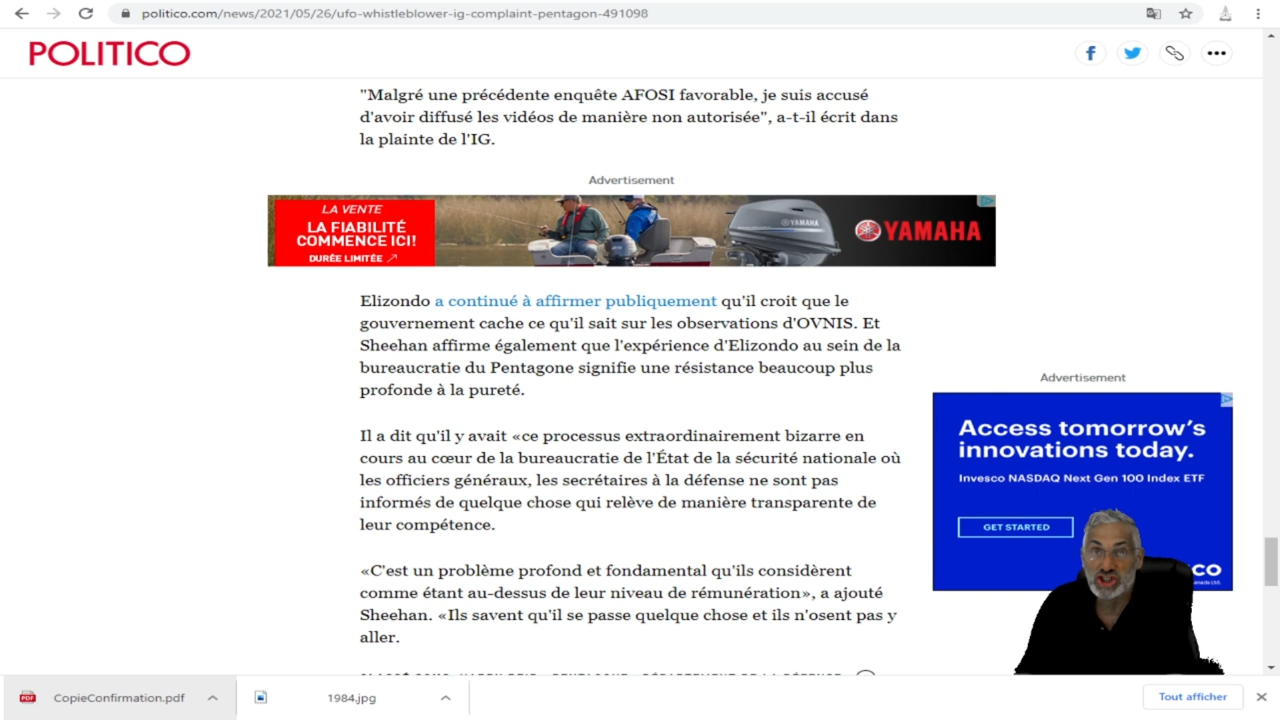 politico.com/news/2021/05/26/ufo-whistleblower-ig-complaint-pentagon-491098
POLITICO
"Malgré une précédente enquête AFOSI favorable, je suis accusé
d'avoir diffusé les vidéos de manière non autorisée", a-t-il écrit dans
la plainte de l'IG.
Advertisement
LA VENTE
LA FIABILITÉ
COMMENCE ICI!
DURÉE LIMITÉE
YAMAHA
YAMAHA
Elizondo a continué à affirmer publiquement qu'il croit que le
gouvernement cache ce qu'il sait sur les observations d'OVNIS. Et
Sheehan affirme également que l'expérience d'Elizondo au sein de la
bureaucratie du Pentagone signifie une résistance beaucoup plus
profonde à la pureté.
Il a dit qu'il y avait «ce processus extraordinairement bizarre en
cours au cœur de la bureaucratie de l'État de la sécurité nationale où
les officiers généraux, les secrétaires à la défense ne sont pas
informés de quelque chose qui relève de manière transparente de
leur compétence.
«C'est un problème profond et fondamental qu'ils considèrent
comme étant au-dessus de leur niveau de rémunération», a ajouté
Sheehan. «Ils savent qu'il se passe quelque chose et ils n'osent pas y
aller.
Advertisement
Access tomorrow's
innovations today.
Invesco NASDAQ Next Gen 100 Index ETF
GET STARTED
CO
CopieConfirmation.pdf
1984.jpg
Tout afficher